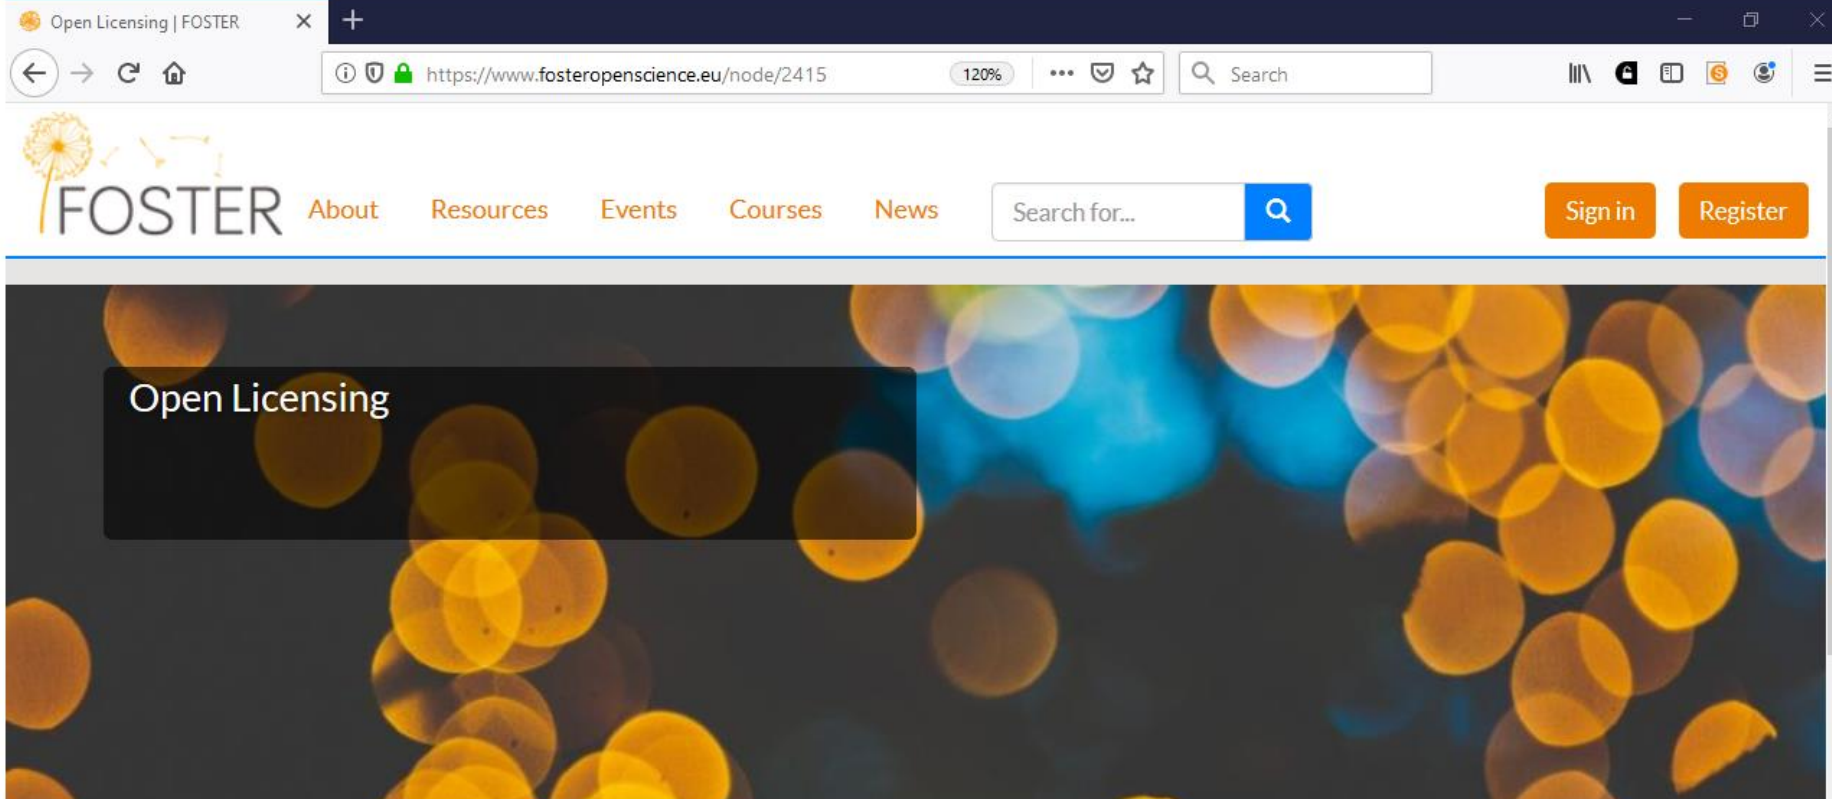 Open Licensing | FOSTER
https://www.fosteropenscience.eu/node/2415 120% Search
FOSTER About Resources Events Courses News Search for... Sign in Register
Open Licensing